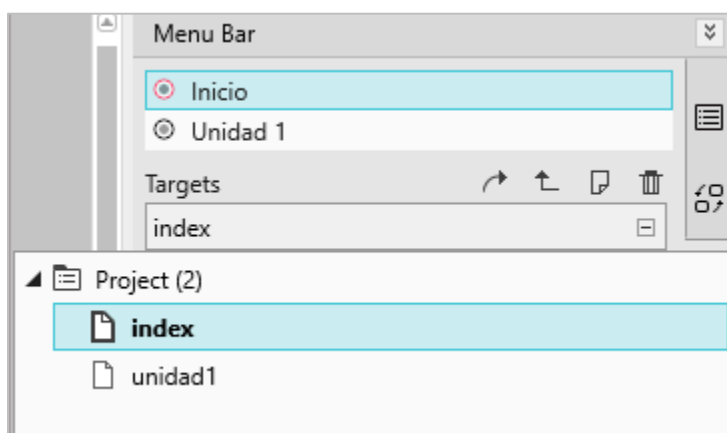 Menu Bar
Inicio
Unidad 1
Targets
index
Project (2)
index
unidad1